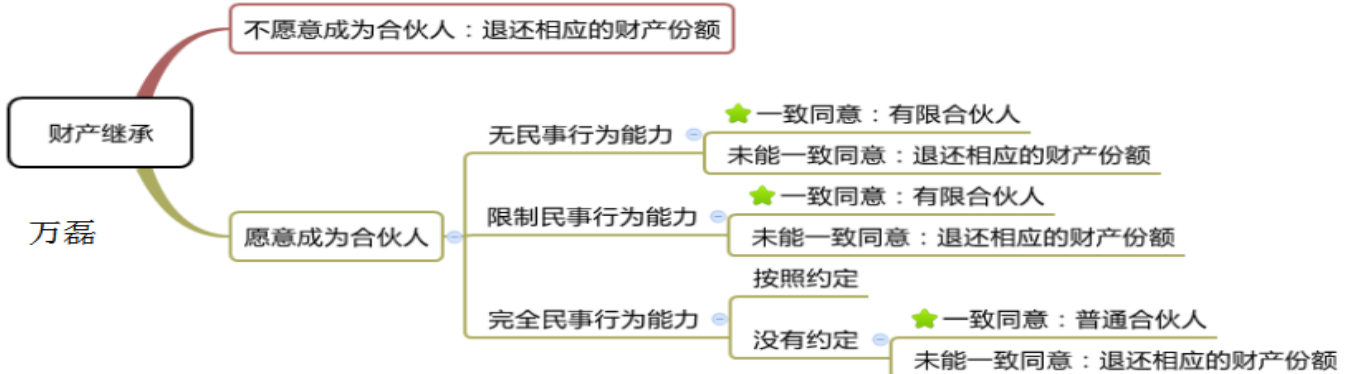 不愿意成为合伙人：退还相应的财产份额
财产继承
万磊
愿意成为合伙人
无民事行为能力
一致同意：有限合伙人
未能一致同意：退还相应的财产份额
限制民事行为能力
一致同意：有限合伙人
未能一致同意：退还相应的财产份额
完全民事行为能力
按照约定
没有约定
一致同意：普通合伙人
未能一致同意：退还相应的财产份额